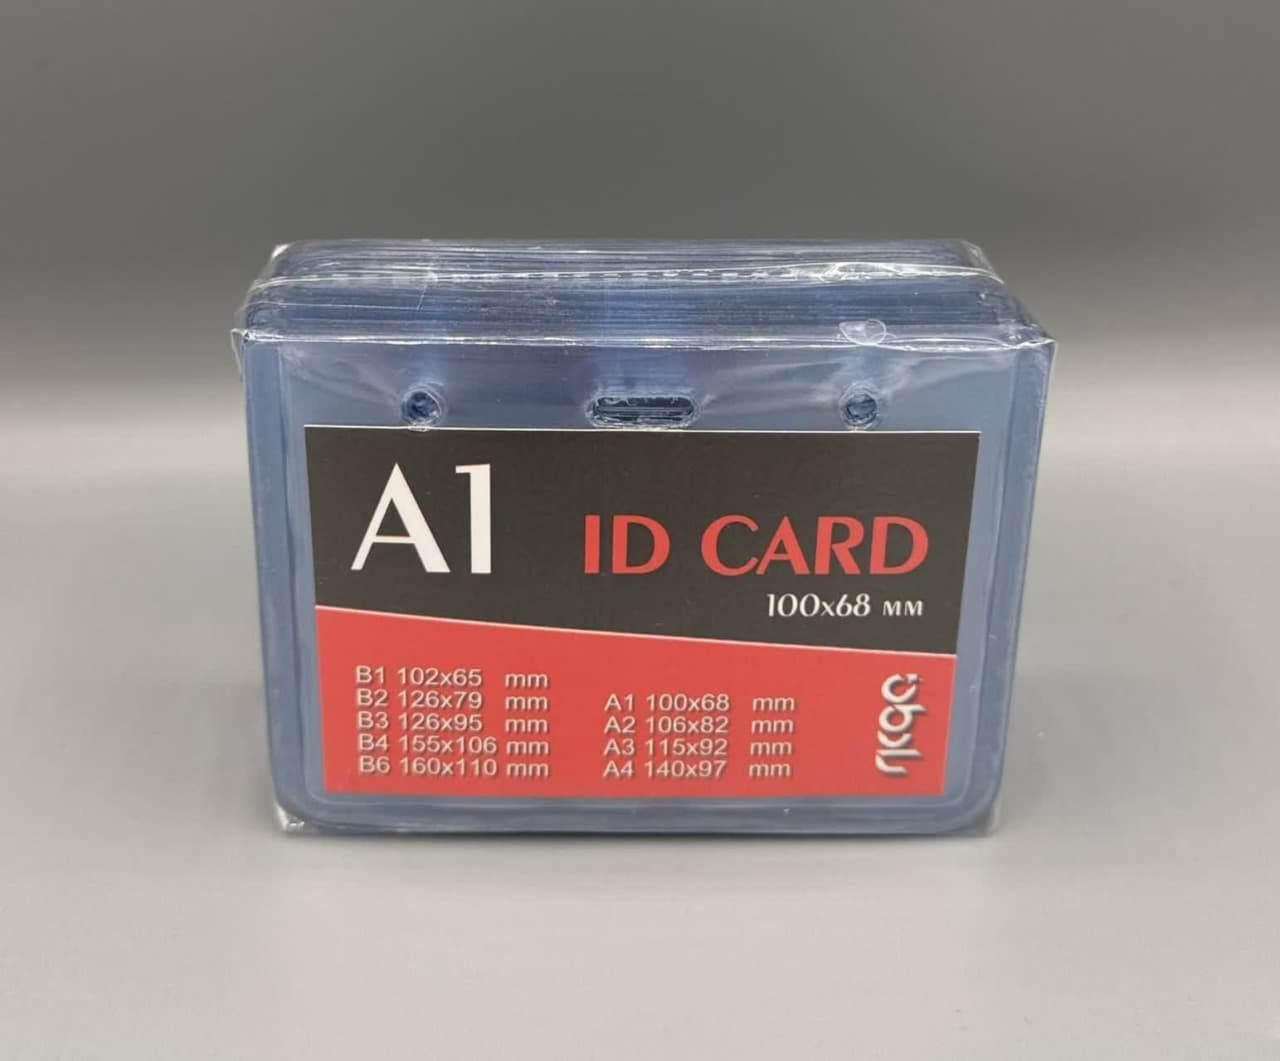 A1
ID CARD
100x68 MM
B1 102x65 mm
B2 126x79 mm
B3 126x95 mm
B4 155x106 mm
B6 160x110 mm
A1 100x68 mm
A2 106x82 mm
A3 115x92 mm
A4 140x97 mm